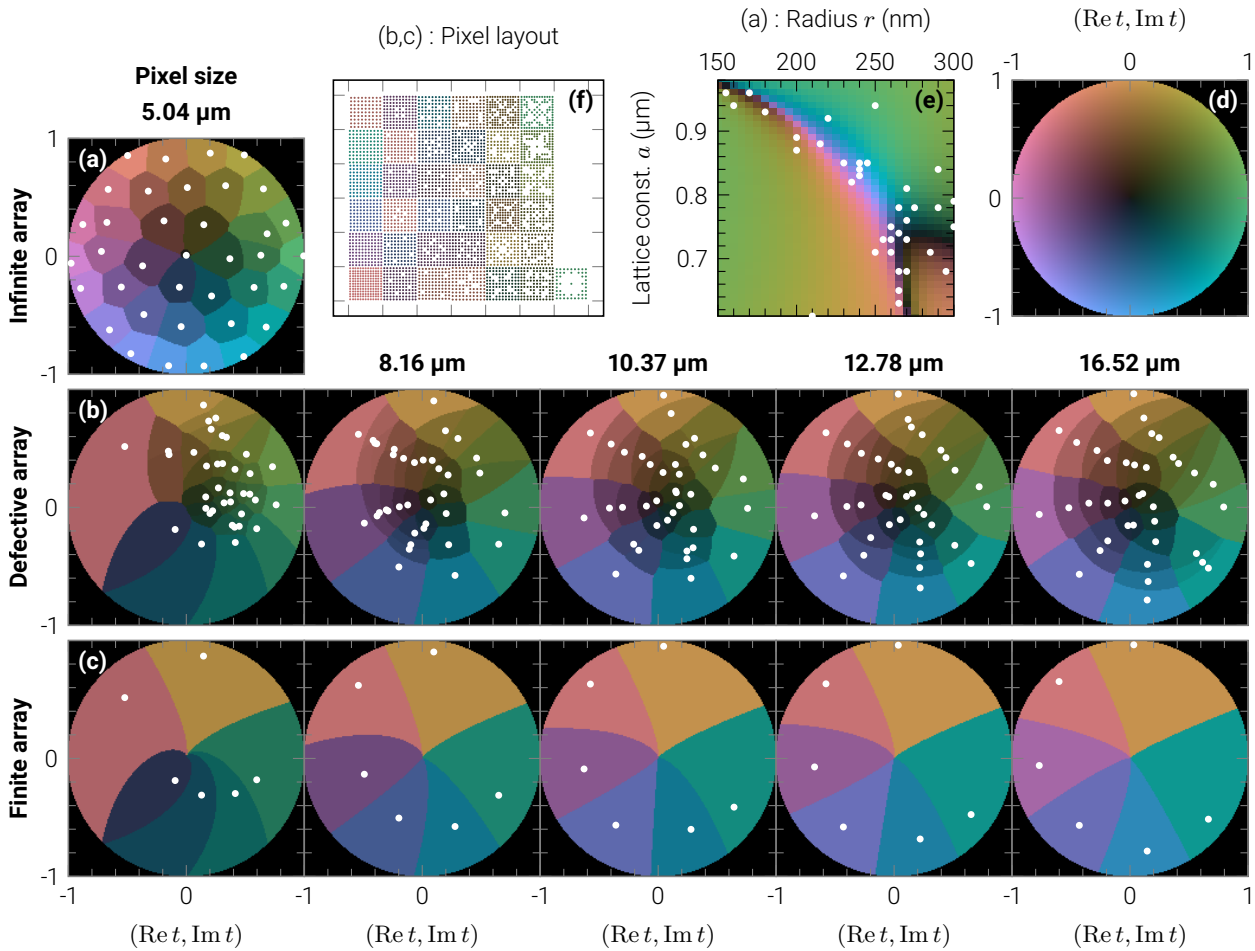 (a) : Radius r (nm)
(Re t, Im t)
(b,c) : Pixel layout
Pixel size
5.04 μm
150 200 250 300
-1 0 1
(f)
(e)
(d)
(a)
Infinite array
1
0
-1
Lattice const. a (μm)
0.9
0.8
0.7
1
0
-1
8.16 μm
10.37 μm
12.78 μm
16.52 μm
(b)
Defective array
0
-1
(c)
Finite array
0
-1
-1 0 -1 0 -1 0 -1 0 -1 0 1
(Re t, Im t) (Re t, Im t) (Re t, Im t) (Re t, Im t) (Re t, Im t)